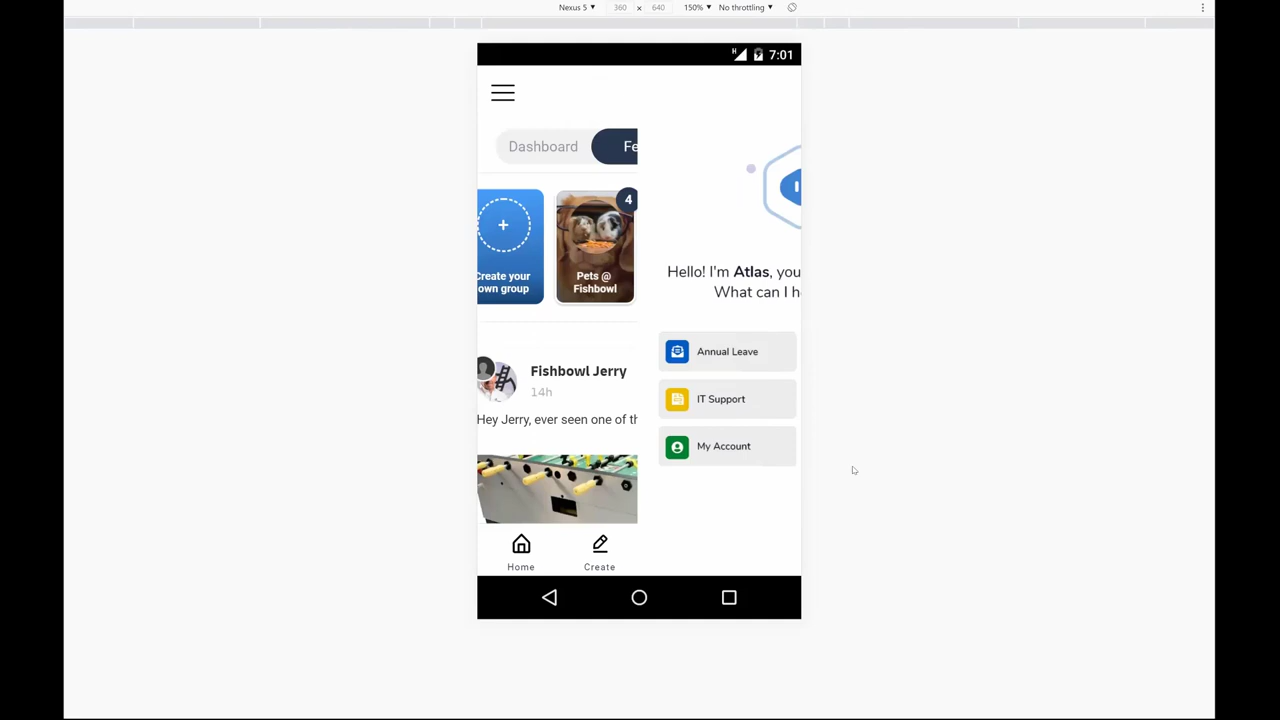 Nexus 5 360 x 640 150% No throttling
H 7:01
Dashboard Fe
4
Create your
own group
Pets @
Fishbowl
Fishbowl Jerry
14h
Hey Jerry, ever seen one of th
Home Create
Hello! I'm Atlas, you
What can I h
Annual Leave
IT Support
My Account